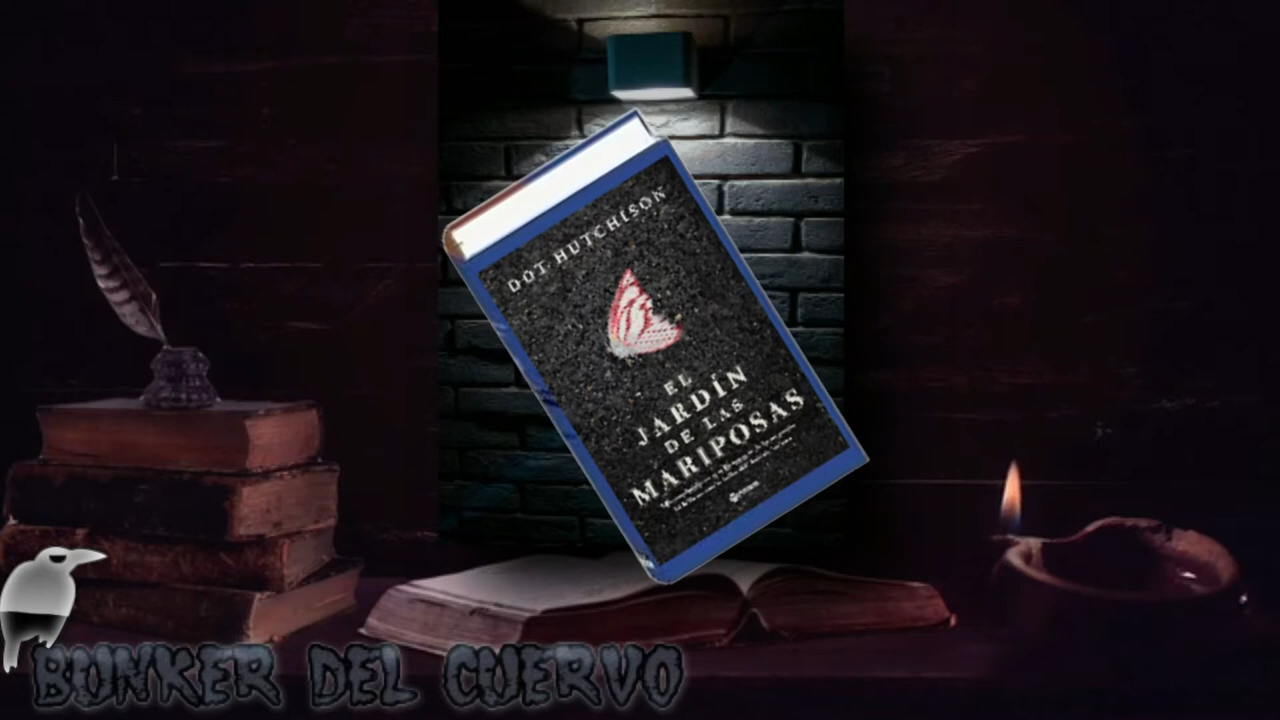 DOT HUTCHISON
EL
JARDÍN
DE LAS
MARIPOSAS
BUNKER DEL CUERVO